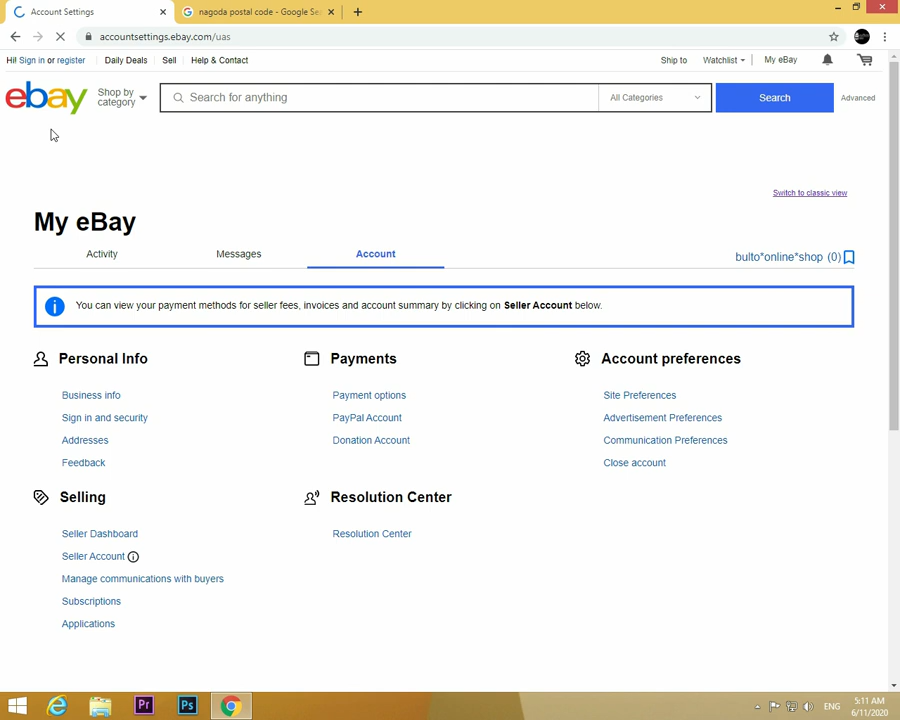 Account Settings
nagoda postal code - Google Se
accountsettings.ebay.com/uas
Hi! Sign in or register Daily Deals Sell Help & Contact Ship to Watchlist My eBay
ebay Shop by category Search for anything All Categories Search Advanced
Switch to classic view
My eBay
Activity Messages Account bulto*online*shop (0)
You can view your payment methods for seller fees, invoices and account summary by clicking on Seller Account below.
Personal Info
Business info
Sign in and security
Addresses
Feedback
Payments
Payment options
PayPal Account
Donation Account
Account preferences
Site Preferences
Advertisement Preferences
Communication Preferences
Close account
Selling
Seller Dashboard
Seller Account
Manage communications with buyers
Subscriptions
Applications
Resolution Center
Resolution Center
Pr Ps ENG 5:11 AM
6/11/2020